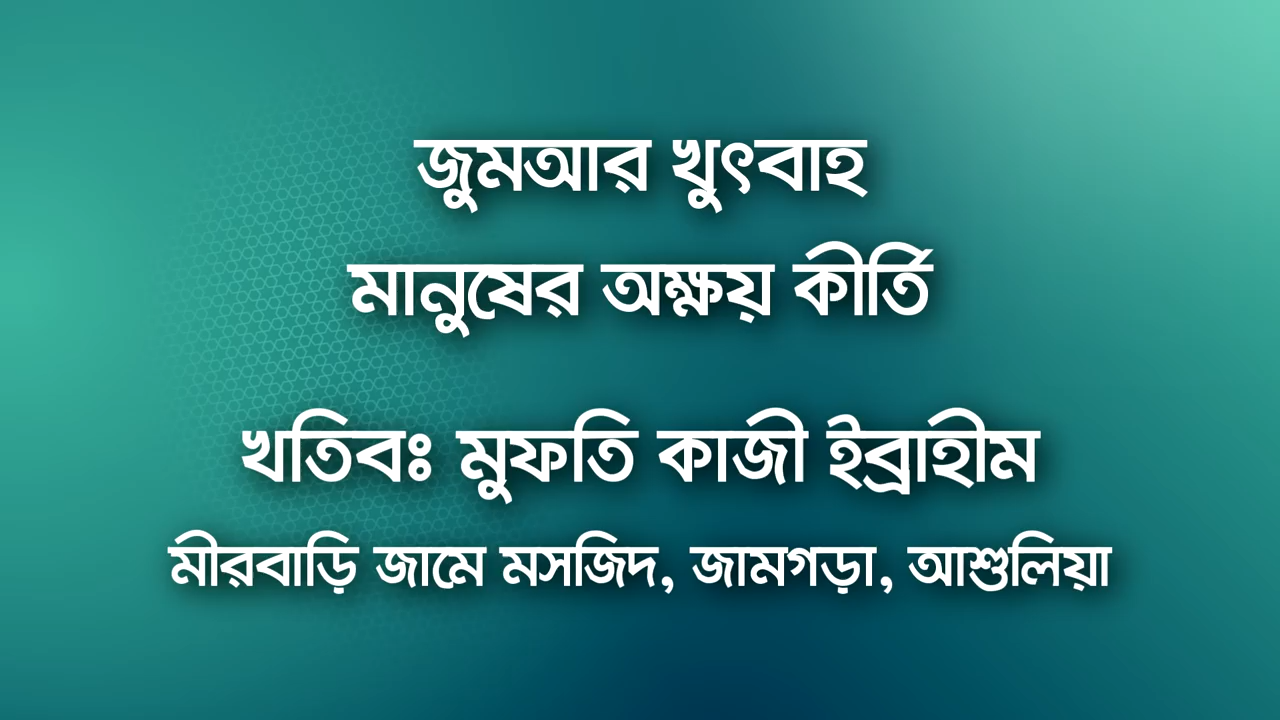 জুমআর খুৎবাহ
মানুষের অক্ষয় কীর্তি
খতিবঃ মুফতি কাজী ইব্রাহীম
মীরবাড়ি জামে মসজিদ, জামগড়া, আশুলিয়া